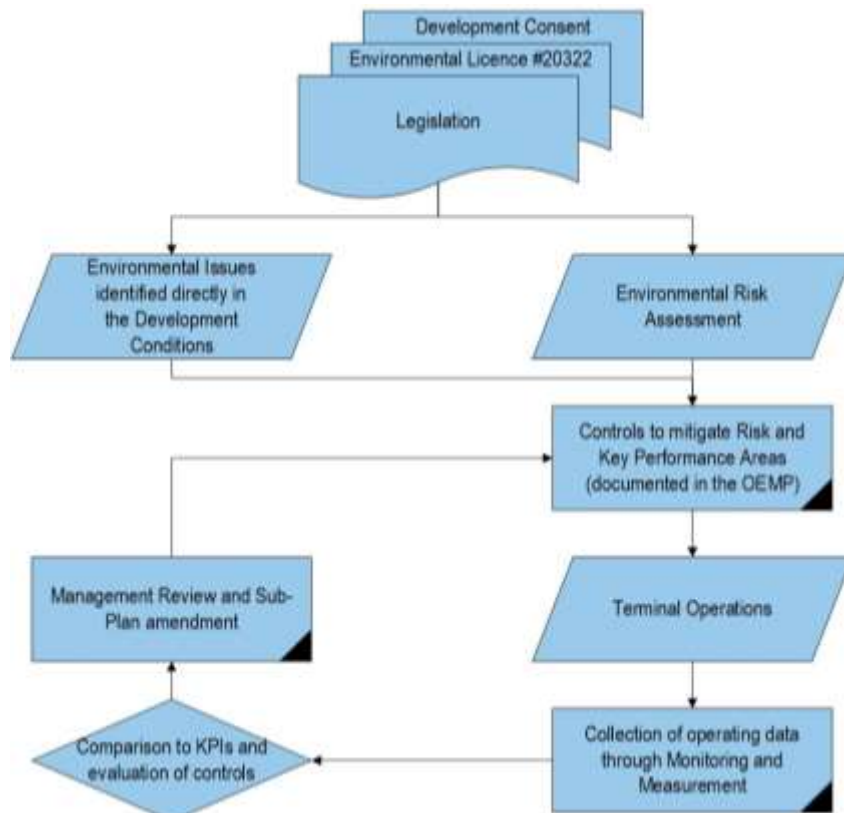 Development Consent
Environmental Licence #20322
Legislation
Environmental Issues
identified directly in
the Development
Conditions
Environmental Risk
Assessment
Controls to mitigate Risk and
Key Performance Areas
(documented in the OEMP)
Management Review and Sub-
Plan amendment
Terminal Operations
Comparison to KPIs and
evaluation of controls
Collection of operating data
through Monitoring and
Measurement